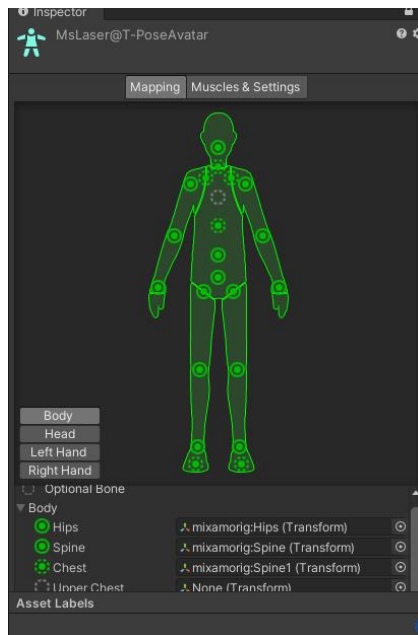 Inspector
MsLaser@T-PoseAvatar
Mapping Muscles & Settings
Body
Head
Left Hand
Right Hand
Optional Bone
Body
Hips mixamorig:Hips (Transform)
Spine mixamorig:Spine (Transform)
Chest mixamorig:Spine1 (Transform)
Upper Chest None (Transform)
Asset Labels